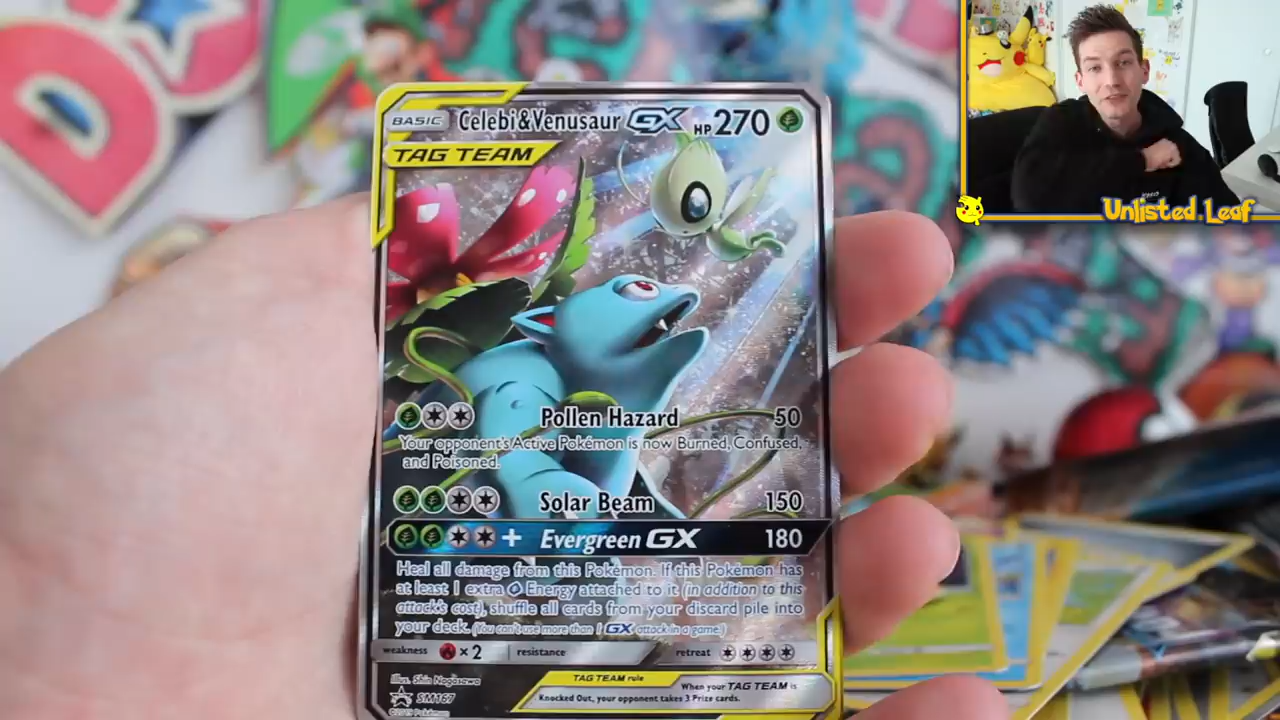 BASIC Celebi&Venusaur GX HP 270
TAG TEAM
Unlisted Leaf
Pollen Hazard 50
Your opponent's Active Pokémon is now Burned, Confused,
and Poisoned.
Solar Beam 150
+ Evergreen GX 180
Heal all damage from this Pokémon. If this Pokémon has
at least 1 extra Energy attached to it (in addition to this
attack's cost), shuffle all cards from your discard pile into
your deck. (You can't use more than 1 GX attack in a game.)
weakness ×2 resistance retreat
Illus. Shin Nagasawa
TAG TEAM rule
When your TAG TEAM is
Knocked Out, your opponent takes 3 Prize cards.
SM167
©2019 Pokémon
D